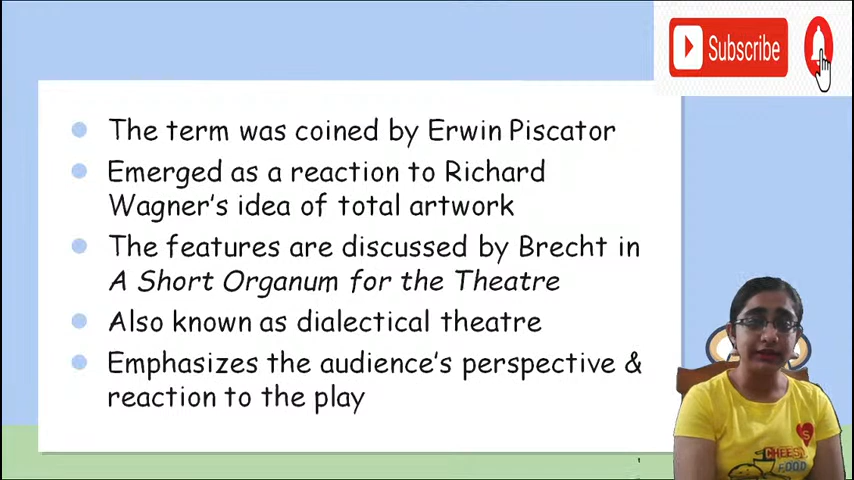 Subscribe
The term was coined by Erwin Piscator
Emerged as a reaction to Richard
Wagner's idea of total artwork
The features are discussed by Brecht in
A Short Organum for the Theatre
Also known as dialectical theatre
Emphasizes the audience's perspective &
reaction to the play
S
CHEESY
FOOD